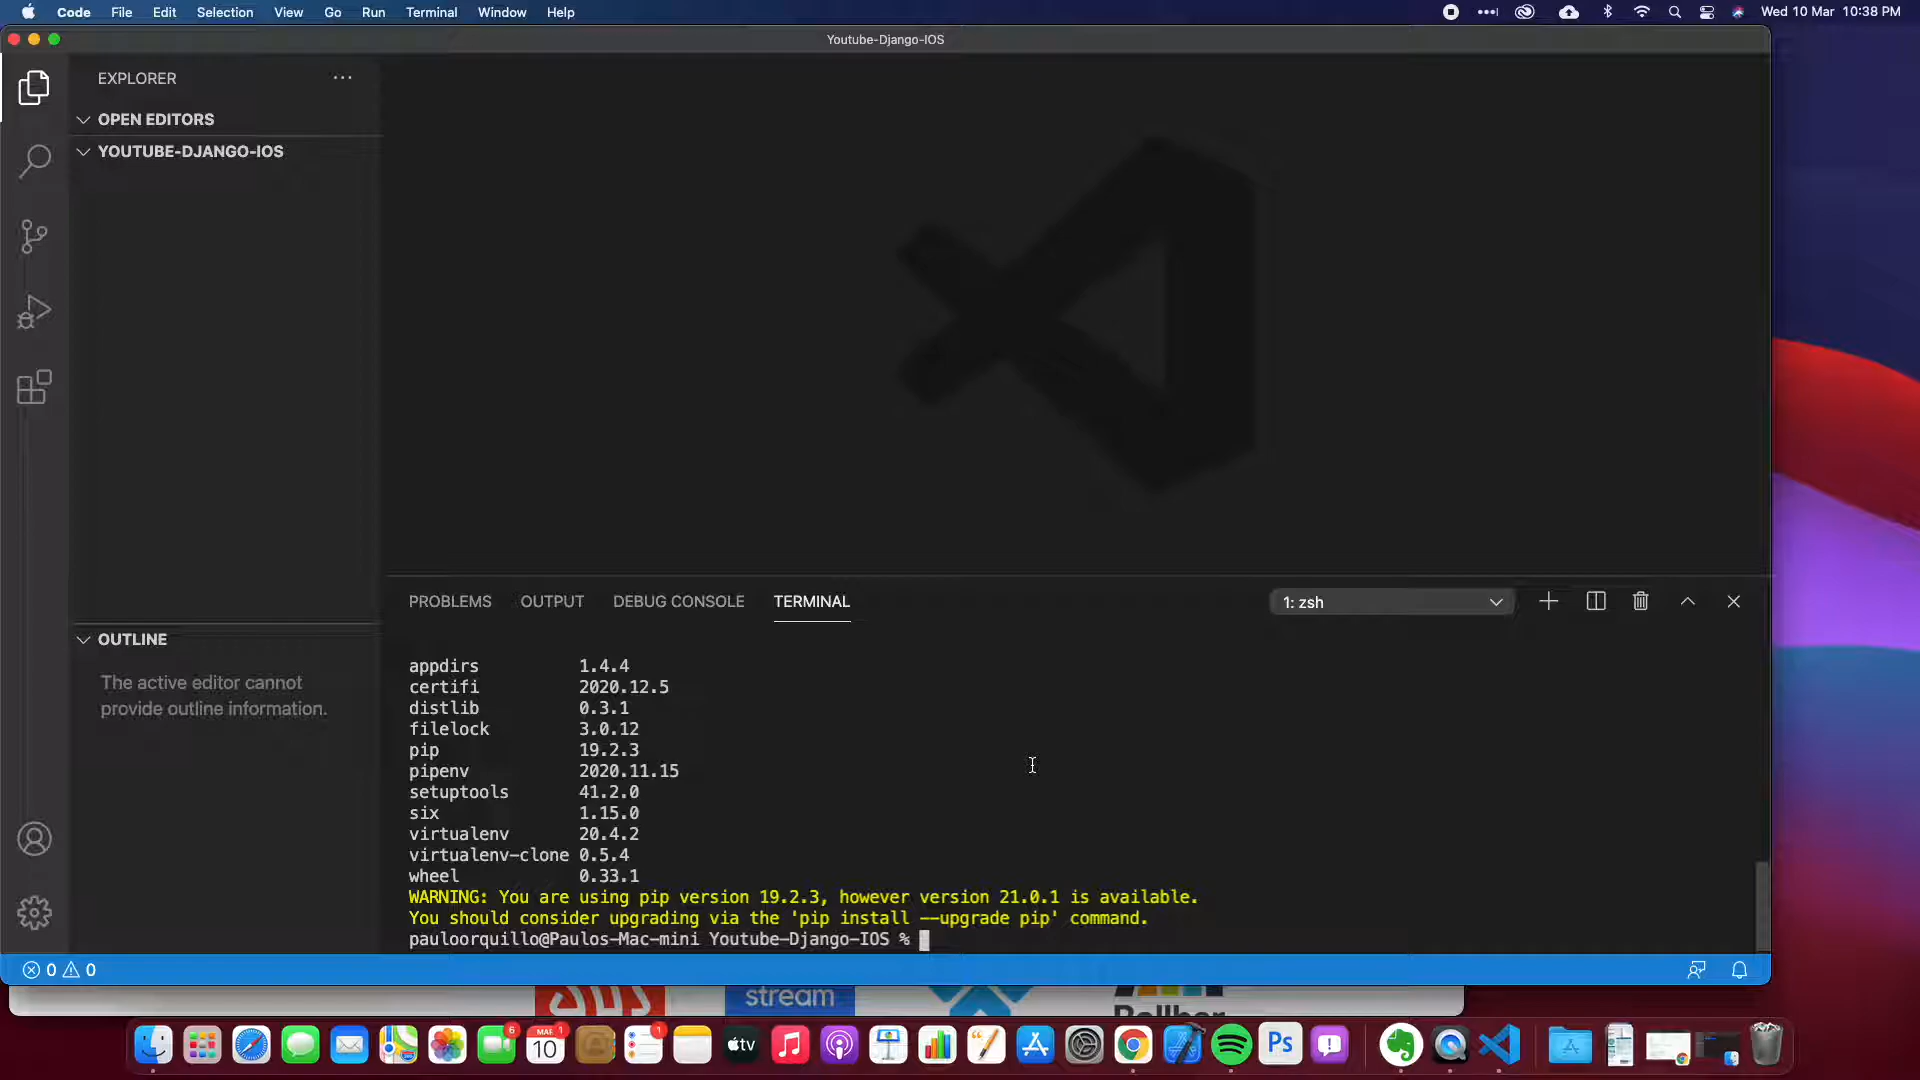 Code File Edit Selection View Go Run Terminal Window Help
Wed 10 Mar 10:38 PM
Youtube-Django-IOS
EXPLORER
OPEN EDITORS
YOUTUBE-DJANGO-IOS
OUTLINE
The active editor cannot
provide outline information.
PROBLEMS OUTPUT DEBUG CONSOLE TERMINAL
1: zsh
appdirs 1.4.4
certifi 2020.12.5
distlib 0.3.1
filelock 3.0.12
pip 19.2.3
pipenv 2020.11.15
setuptools 41.2.0
six 1.15.0
virtualenv 20.4.2
virtualenv-clone 0.5.4
wheel 0.33.1
WARNING: You are using pip version 19.2.3, however version 21.0.1 is available.
You should consider upgrading via the 'pip install --upgrade pip' command.
pauloorquillo@Paulos-Mac-mini Youtube-Django-IOS %
0 0
stream
Rollbar
6
MAR 1
10
1
tv
Ps